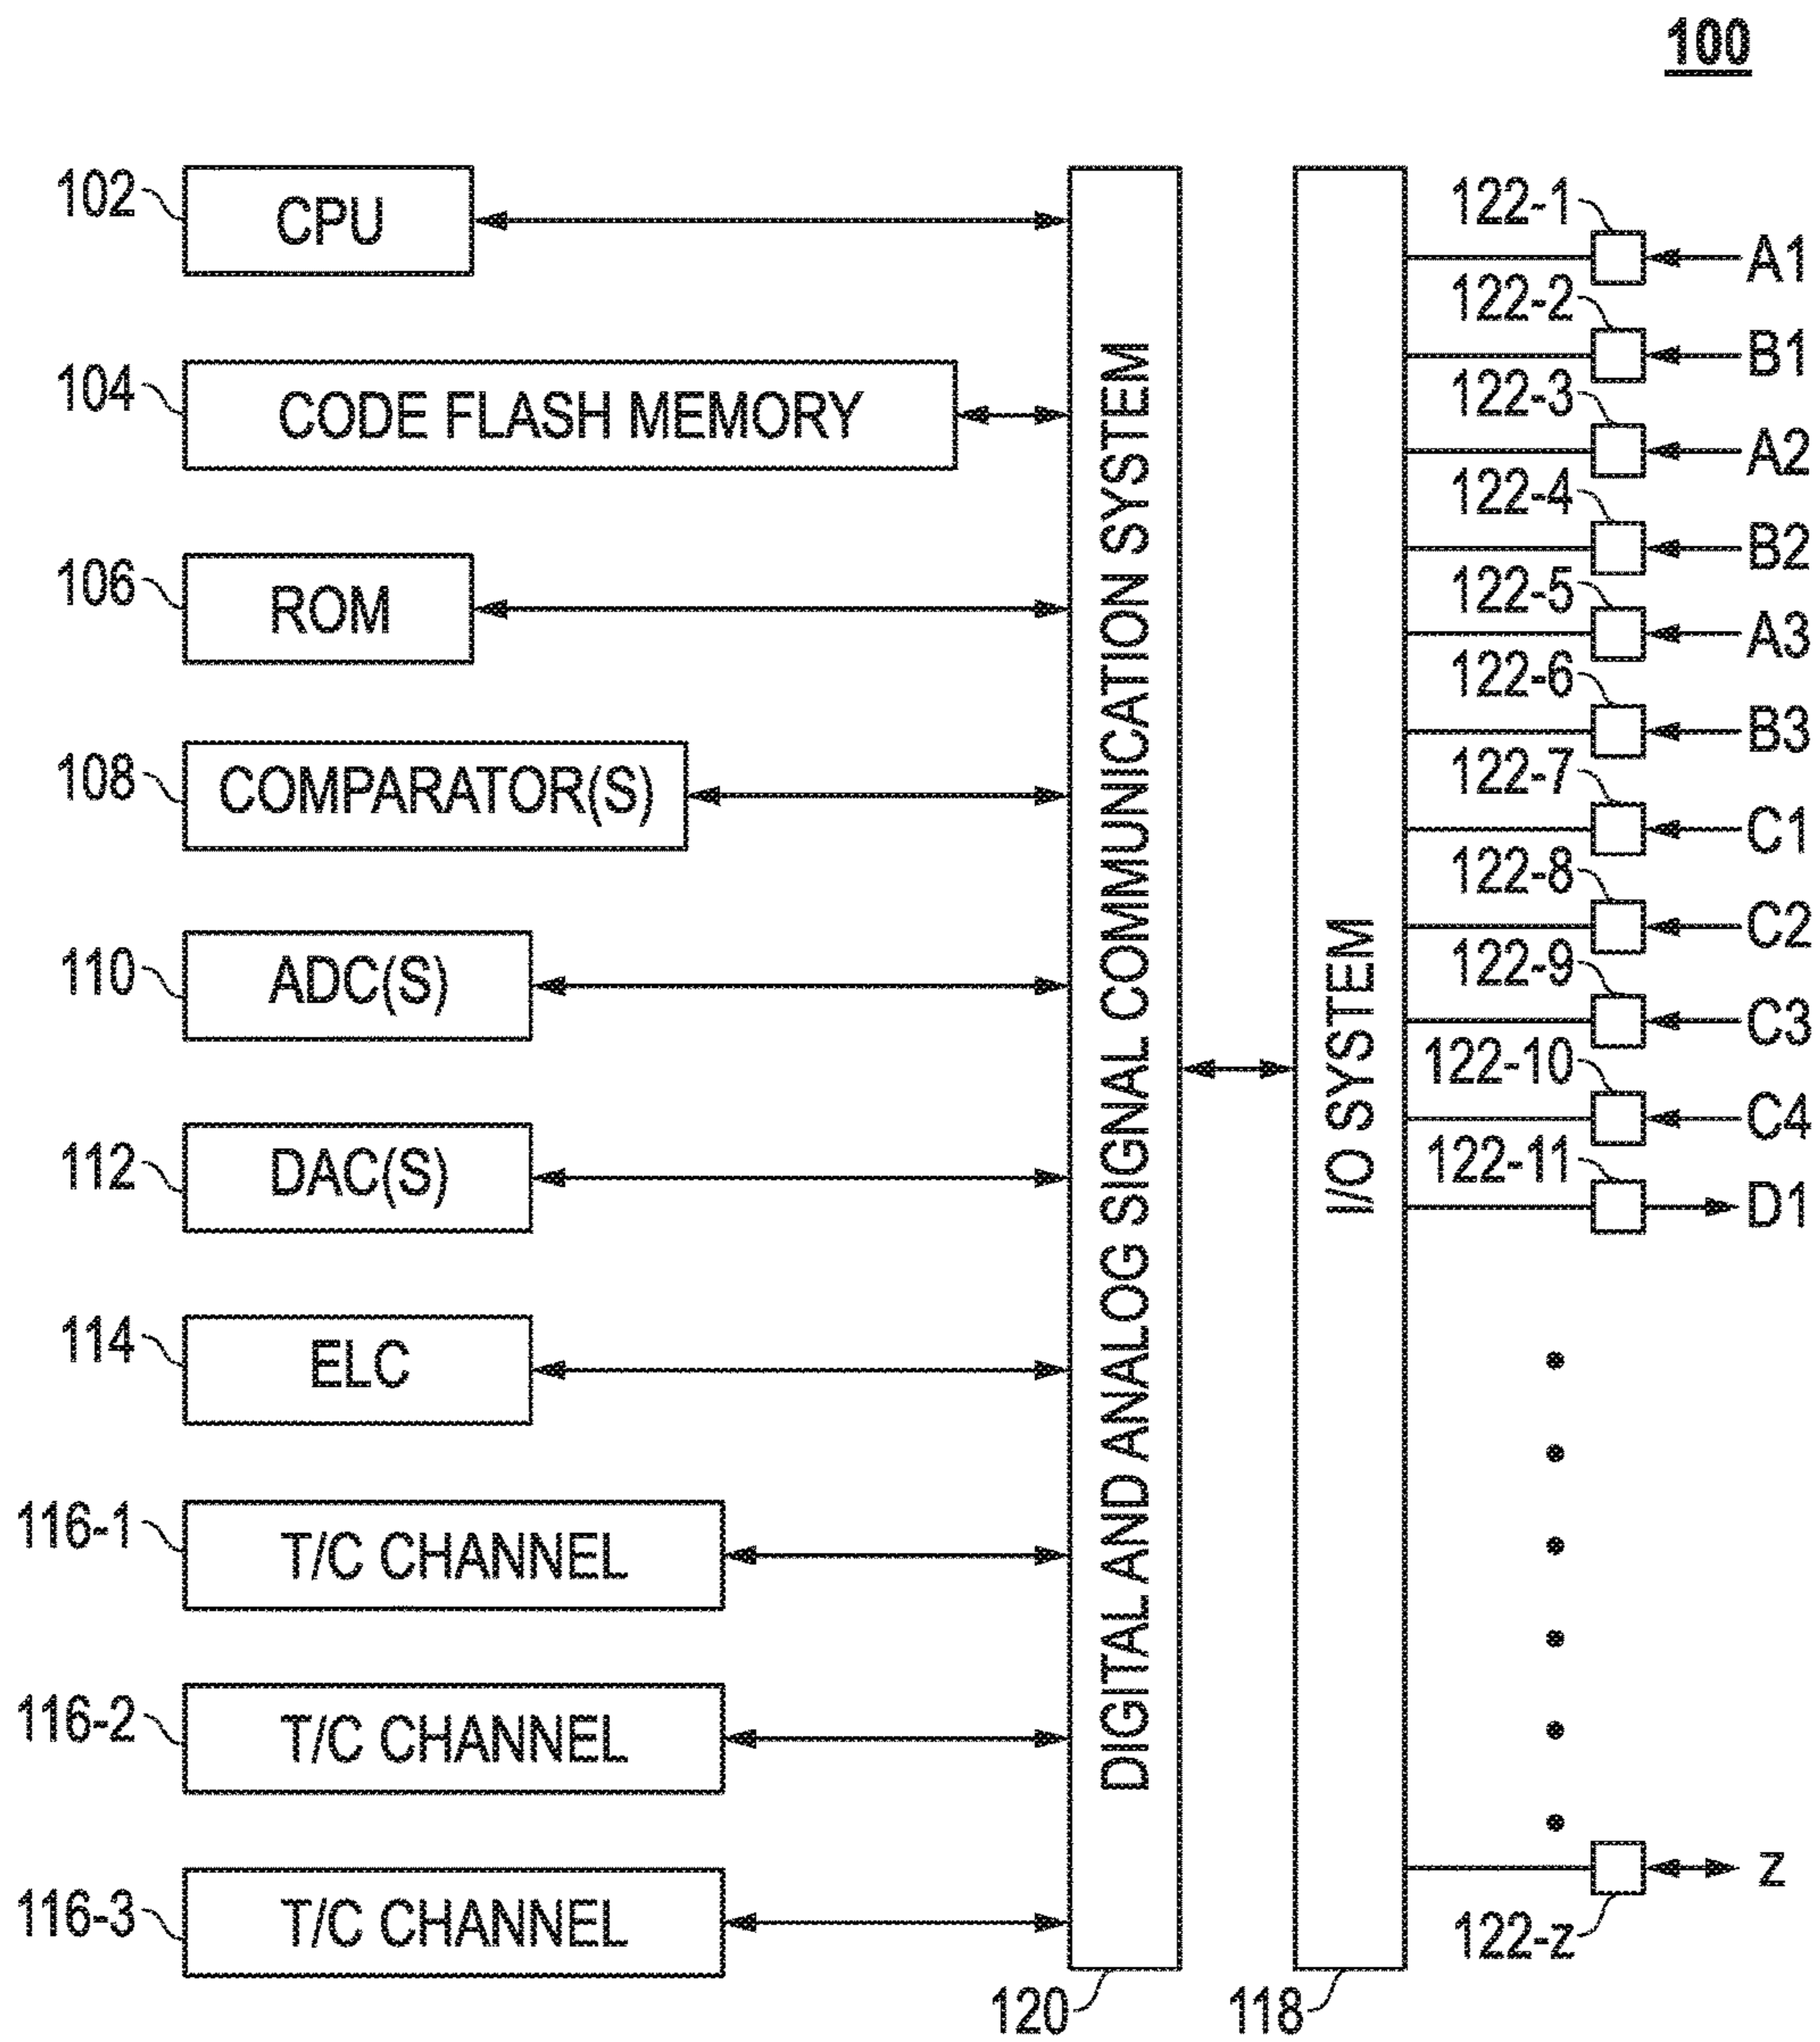 100
102
CPU
104
CODE FLASH MEMORY
106
ROM
108
COMPARATOR(S)
110
ADC(S)
112
DAC(S)
114
ELC
116-1
T/C CHANNEL
116-2
T/C CHANNEL
116-3
T/C CHANNEL
DIGITAL AND ANALOG SIGNAL COMMUNICATION SYSTEM
120
I/O SYSTEM
118
122-1
A1
122-2
B1
122-3
A2
122-4
B2
122-5
A3
122-6
B3
122-7
C1
122-8
C2
122-9
C3
122-10
C4
122-11
D1
z
122-z